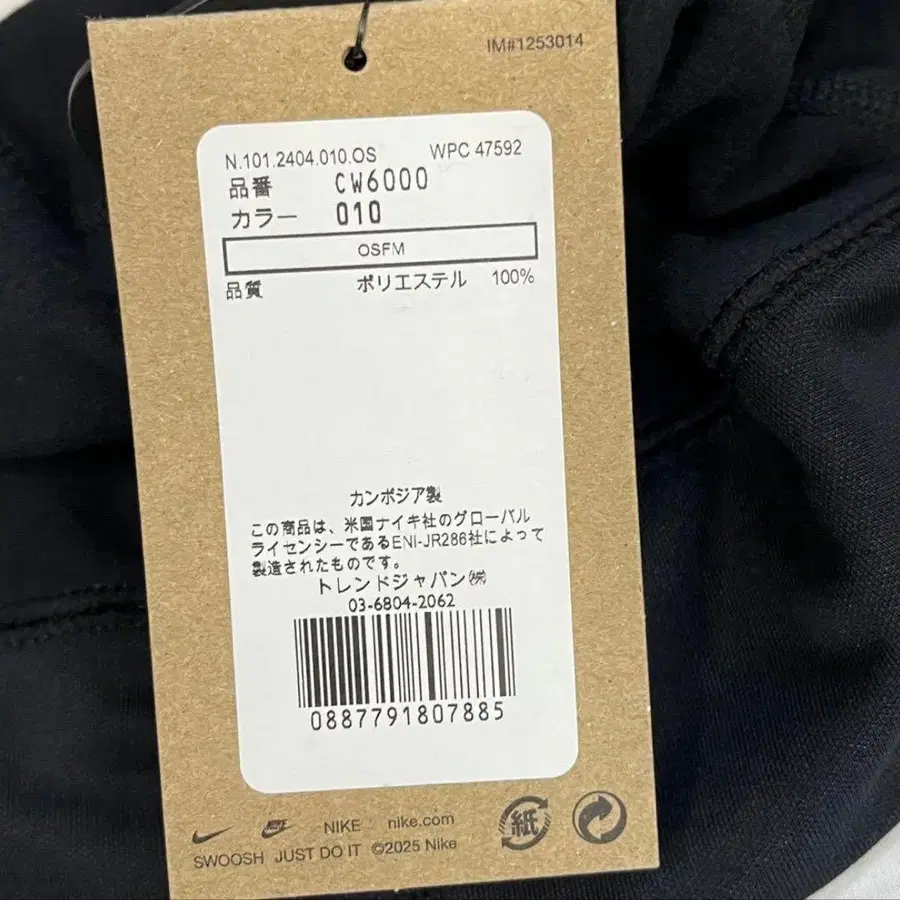 IM#1253014
N.101.2404.010.OS WPC 47592
品番 CW6000
カラー 010
OSFM
品質 ポリエステル 100%
カンボジア製
この商品は、米国ナイキ社のグローバル
ライセンシーであるENI-JR286社によって
製造されたものです。
トレンドジャパン㈱
03-6804-2062
0887791807885
NIKE nike.com
SWOOSH JUST DO IT ©2025 Nike
紙